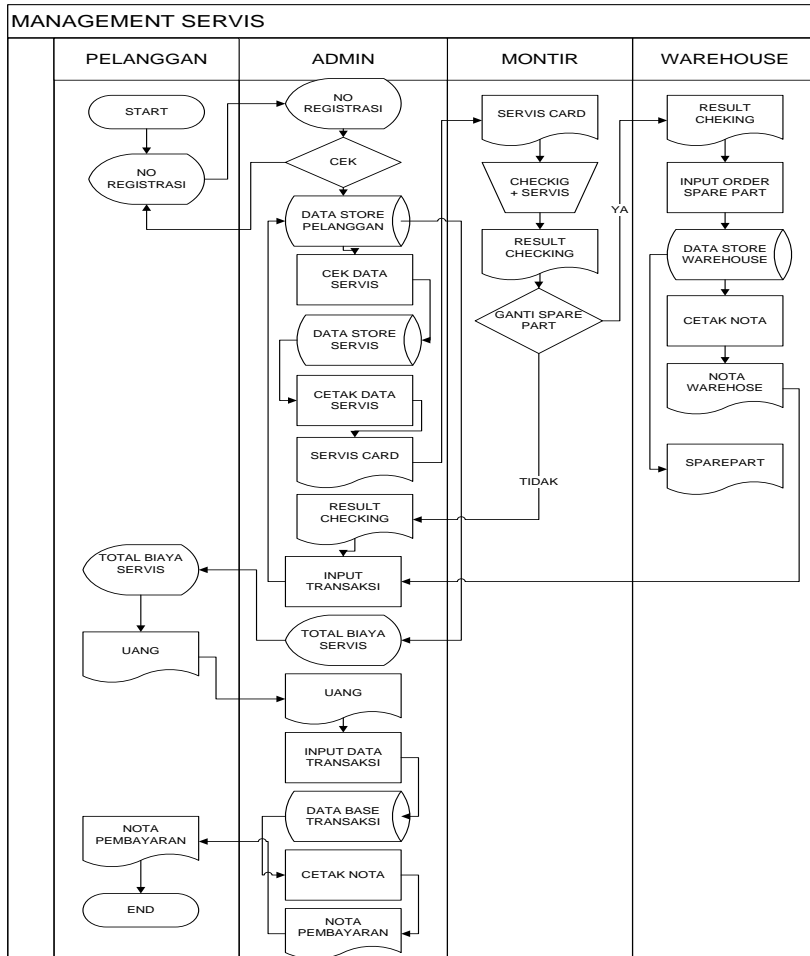 MANAGEMENT SERVIS
PELANGGAN
ADMIN
MONTIR
WAREHOUSE
START
NO
REGISTRASI
TOTAL BIAYA
SERVIS
UANG
NOTA
PEMBAYARAN
END
NO
REGISTRASI
CEK
DATA STORE
PELANGGAN
CEK DATA
SERVIS
DATA STORE
SERVIS
CETAK DATA
SERVIS
SERVIS CARD
RESULT
CHECKING
INPUT
TRANSAKSI
TOTAL BIAYA
SERVIS
UANG
INPUT DATA
TRANSAKSI
DATA BASE
TRANSAKSI
CETAK NOTA
NOTA
PEMBAYARAN
SERVIS CARD
CHECKIG
+ SERVIS
RESULT
CHECKING
GANTI SPARE
PART
YA
TIDAK
RESULT
CHEKING
INPUT ORDER
SPARE PART
DATA STORE
WAREHOUSE
CETAK NOTA
NOTA
WAREHOSE
SPAREPART